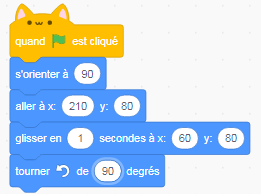 quand est cliqué
s'orienter à 90
aller à x: 210 y: 80
glisser en 1 secondes à x: 60 y: 80
tourner de 90 degrés